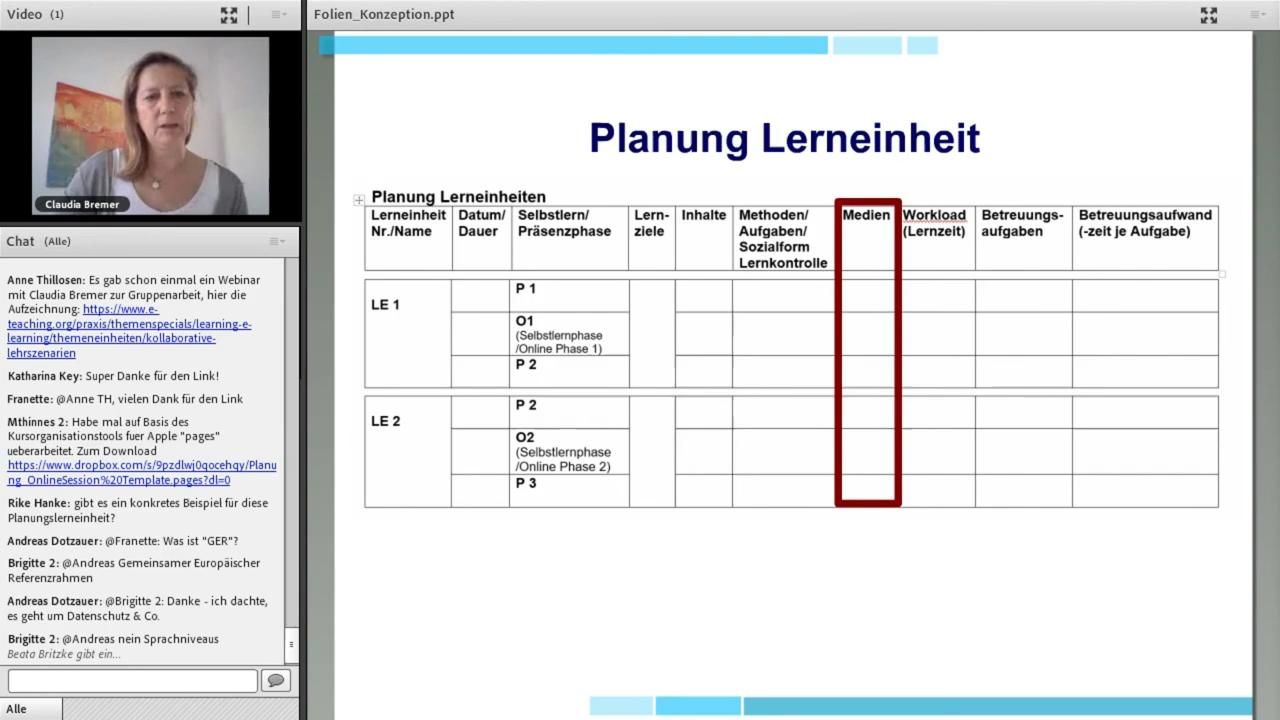 Video (1)
Claudia Bremer
Chat (Alle)
Anne Thillosen: Es gab schon einmal ein Webinar
mit Claudia Bremer zur Gruppenarbeit, hier die
Aufzeichnung: https://www.e-
teaching.org/praxis/themenspecials/learning-e-
learning/themeneinheiten/kollaborative-
lehrszenarien
Katharina Key: Super Danke für den Link!
Franette: @Anne TH, vielen Dank für den Link
Mthinnes 2: Habe mal auf Basis des
Kursorganisationstools fuer Apple "pages"
ueberarbeitet. Zum Download
https://www.dropbox.com/s/9pzdlwj0qocehqy/Planu
ng_OnlineSession%20Template.pages?dl=0
Rike Hanke: gibt es ein konkretes Beispiel für diese
Planungslerneinheit?
Andreas Dotzauer: @Franette: Was ist "GER"?
Brigitte 2: @Andreas Gemeinsamer Europäischer
Referenzrahmen
Andreas Dotzauer: @Brigitte 2: Danke - ich dachte,
es geht um Datenschutz & Co.
Brigitte 2: @Andreas nein Sprachniveaus
Beata Britzke gibt ein...
Alle
Folien_Konzeption.ppt
Planung Lerneinheit
Planung Lerneinheiten
Lerneinheit Nr./Name
Datum/ Dauer
Selbstlern/ Präsenzphase
Lern- ziele
Inhalte
Methoden/ Aufgaben/ Sozialform Lernkontrolle
Medien
Workload (Lernzeit)
Betreuungs- aufgaben
Betreuungsaufwand (-zeit je Aufgabe)
LE 1
P 1
O1
(Selbstlernphase
/Online Phase 1)
P 2
LE 2
P 2
O2
(Selbstlernphase
/Online Phase 2)
P 3